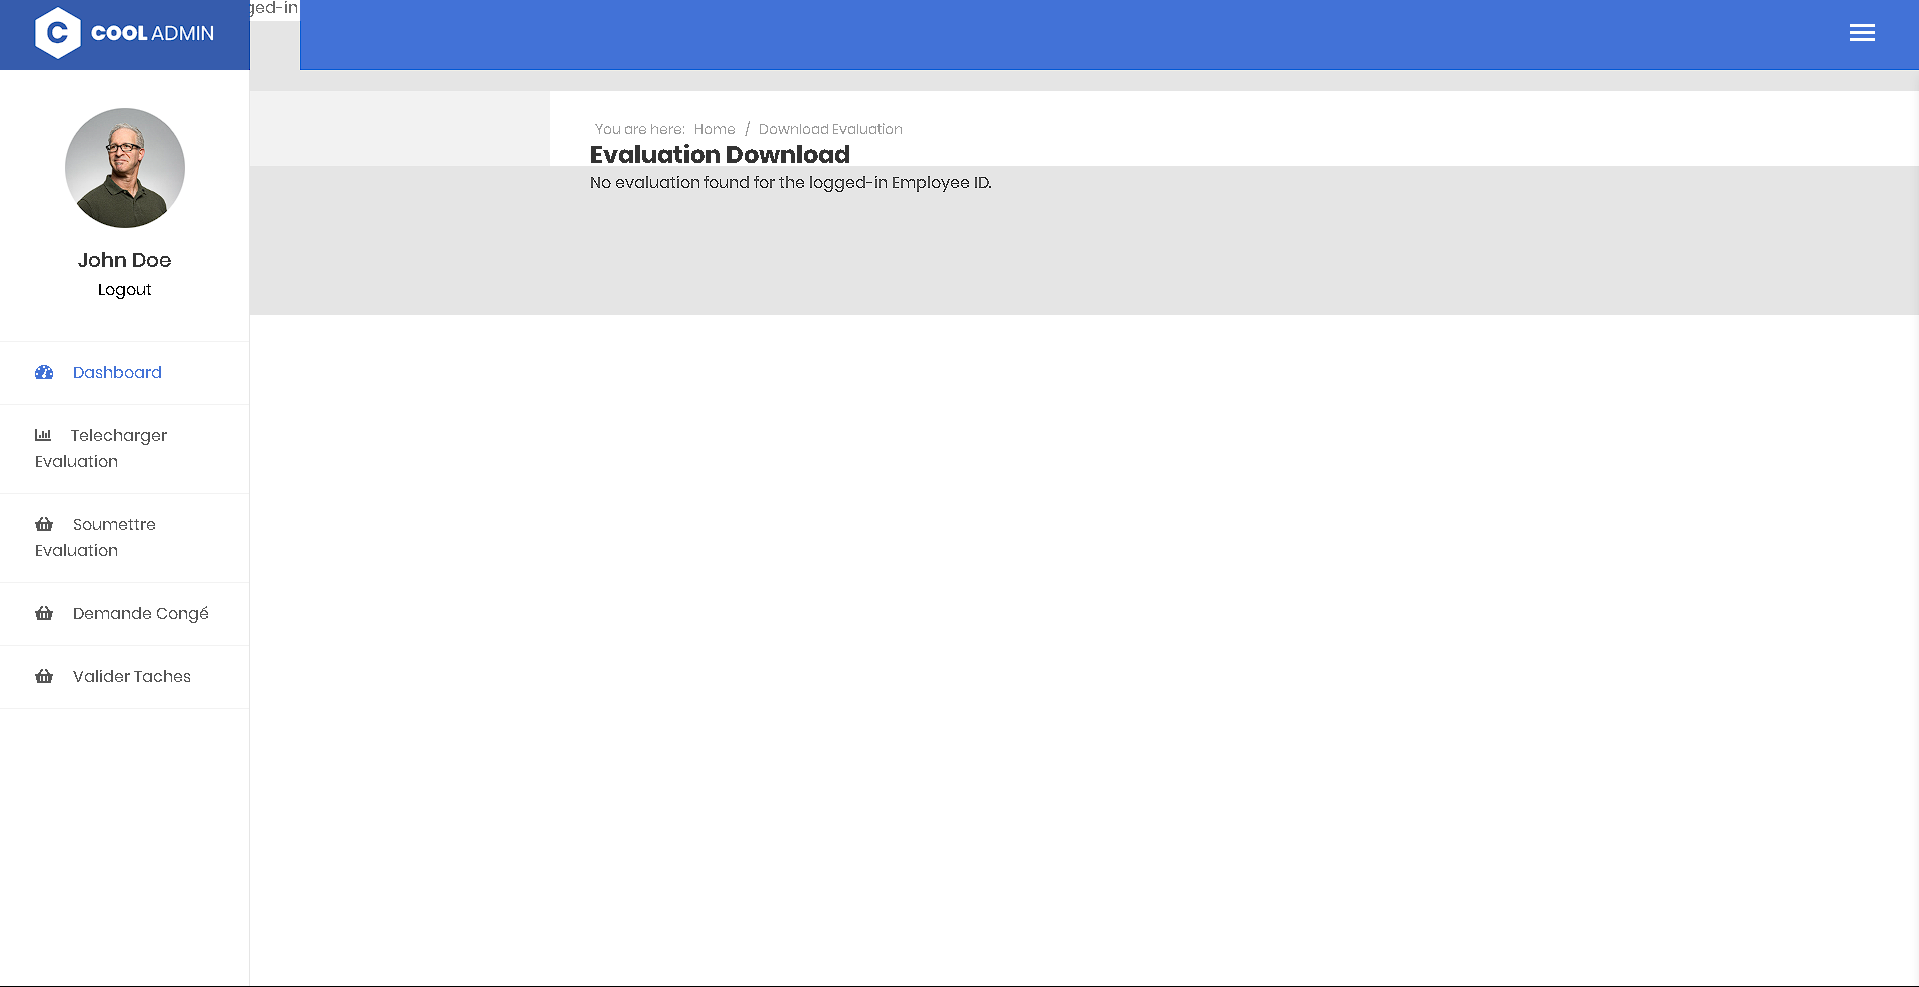 ged-in
C COOL ADMIN
You are here: Home / Download Evaluation
Evaluation Download
No evaluation found for the logged-in Employee ID.
John Doe
Logout
Dashboard
Telecharger
Evaluation
Soumettre
Evaluation
Demande Congé
Valider Taches